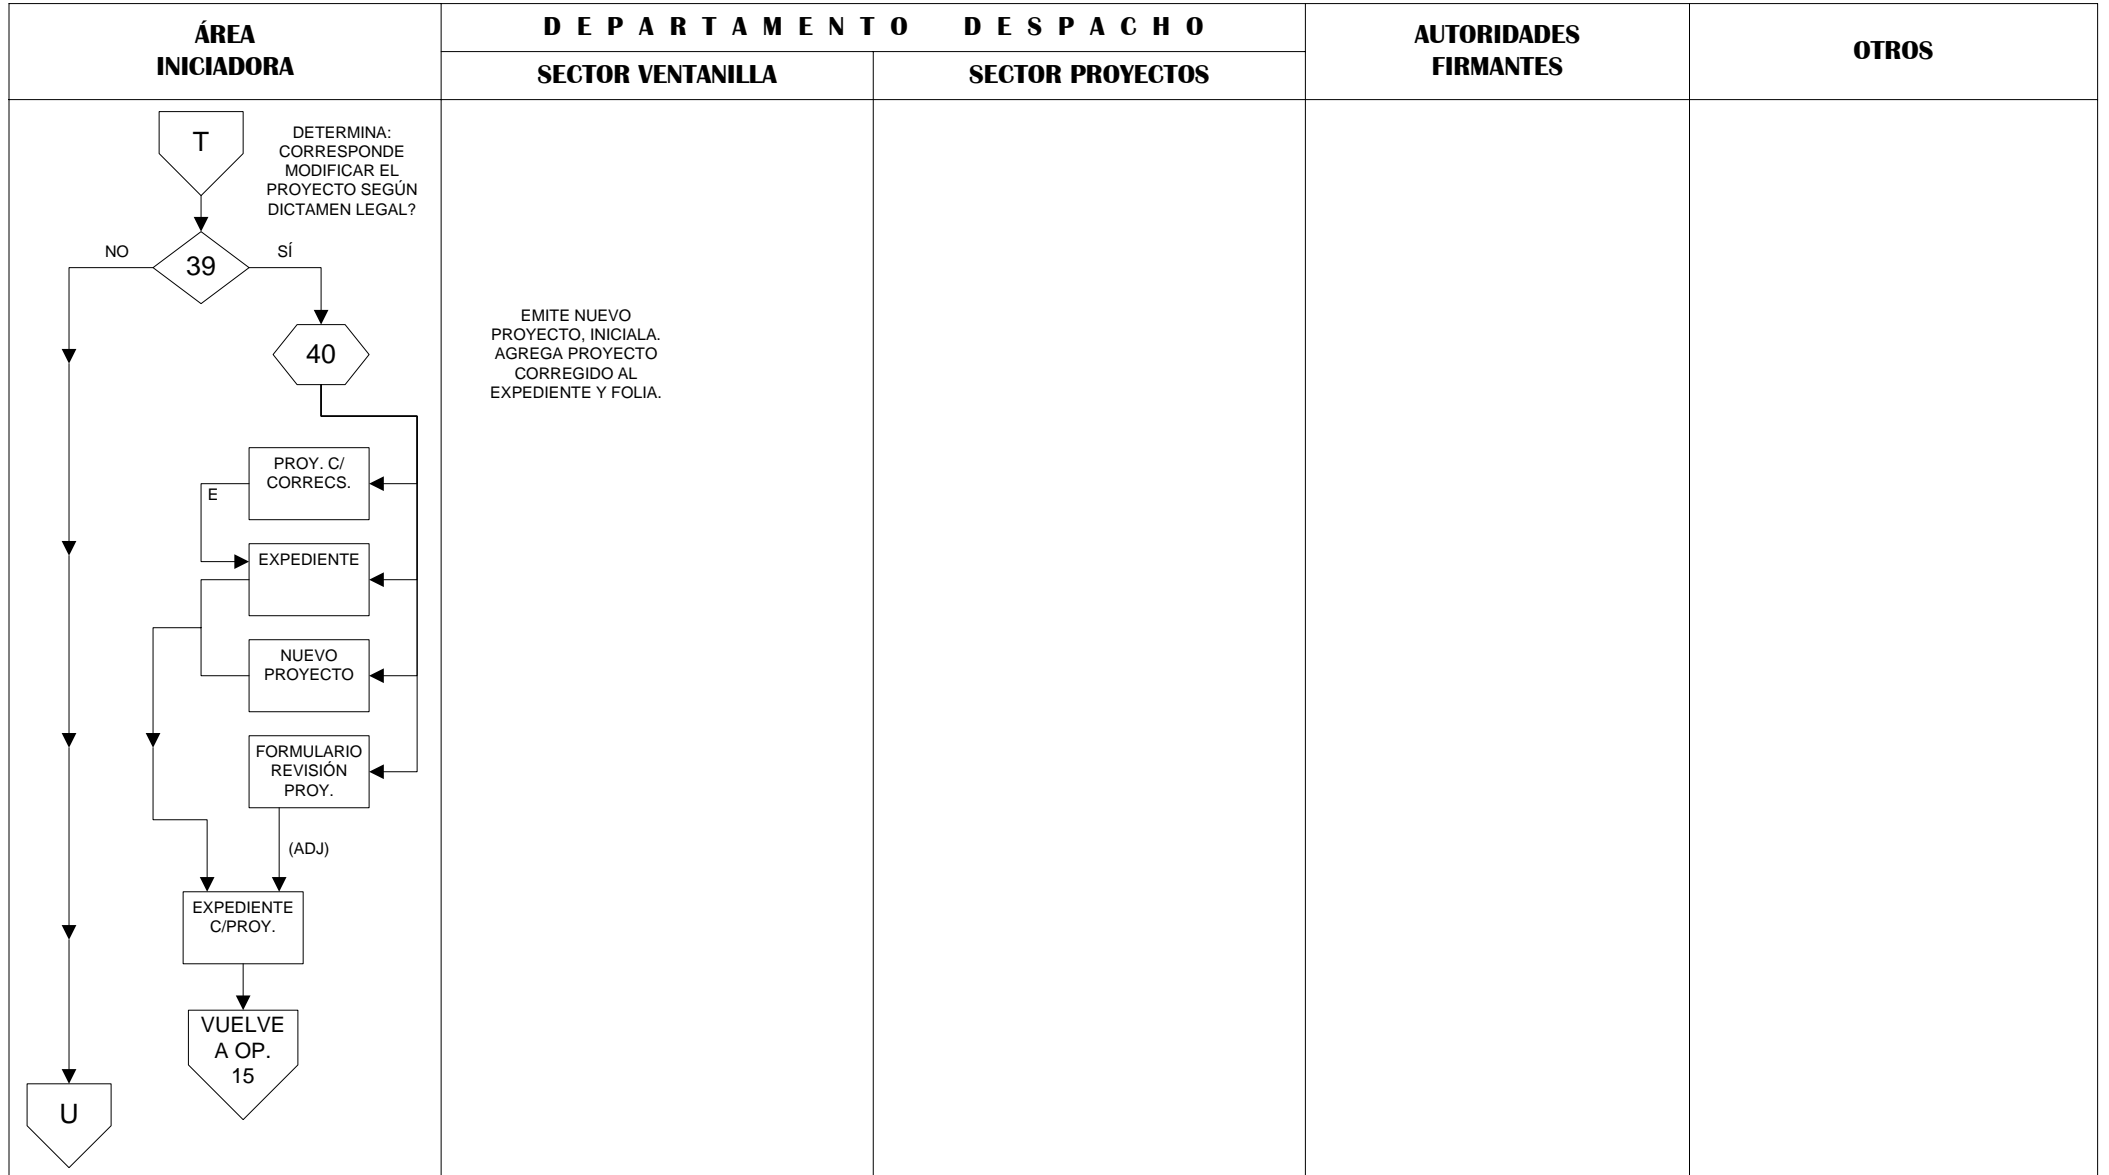 ÁREA
INICIADORA
DEPARTAMENTO DESPACHO
SECTOR VENTANILLA
SECTOR PROYECTOS
AUTORIDADES
FIRMANTES
OTROS
T
DETERMINA:
CORRESPONDE
MODIFICAR EL
PROYECTO SEGÚN
DICTAMEN LEGAL?
NO
39
SÍ
40
EMITE NUEVO
PROYECTO, INICIALA.
AGREGA PROYECTO
CORREGIDO AL
EXPEDIENTE Y FOLIA.
PROY. C/
CORRECS.
E
EXPEDIENTE
NUEVO
PROYECTO
FORMULARIO
REVISIÓN
PROY.
(ADJ)
EXPEDIENTE
C/PROY.
VUELVE
A OP.
15
U